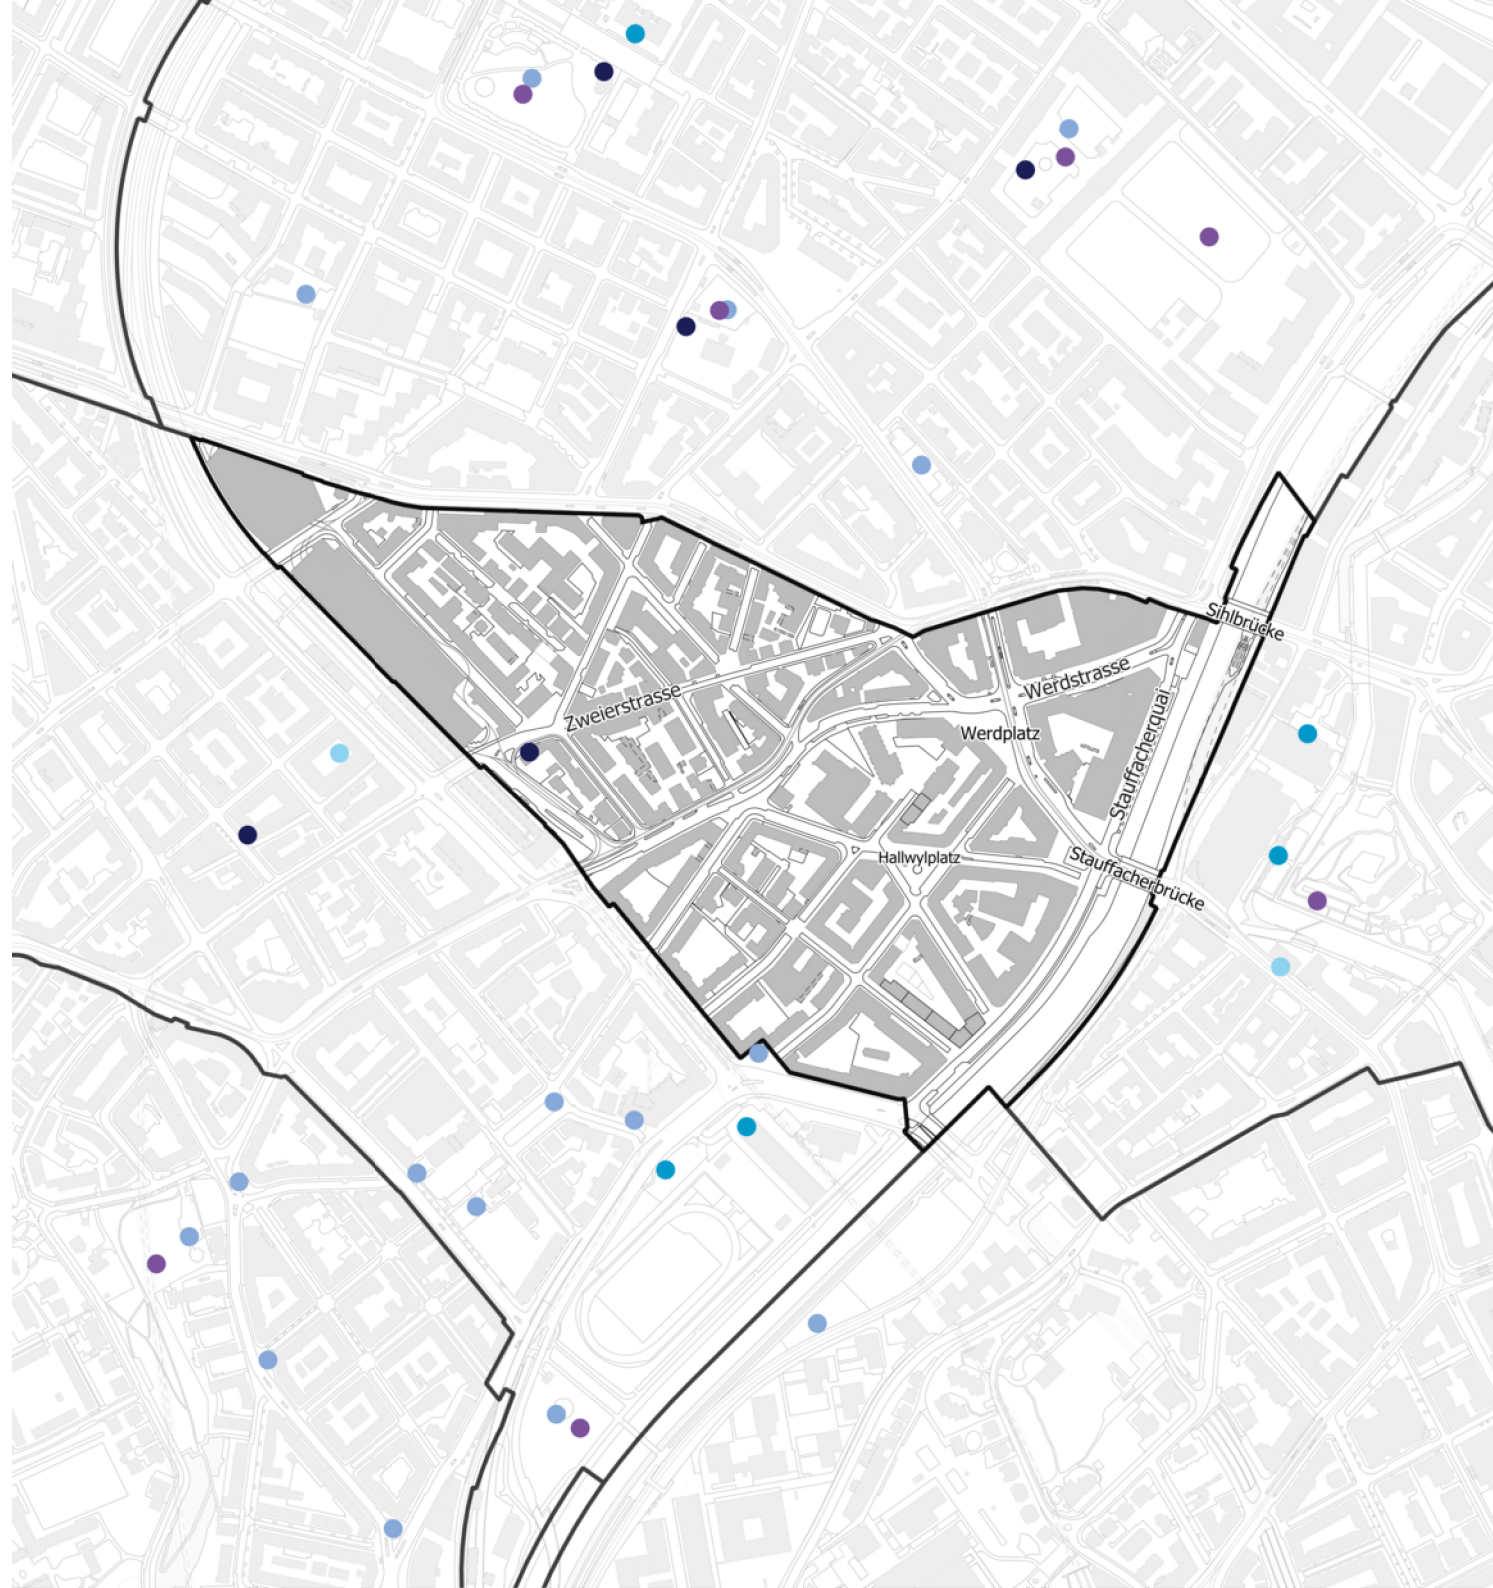 Sihlbrücke
Werdstrasse
Zweierstrasse
Werdplatz
Stauffacherquai
Hallwylplatz
Stauffacherbrücke